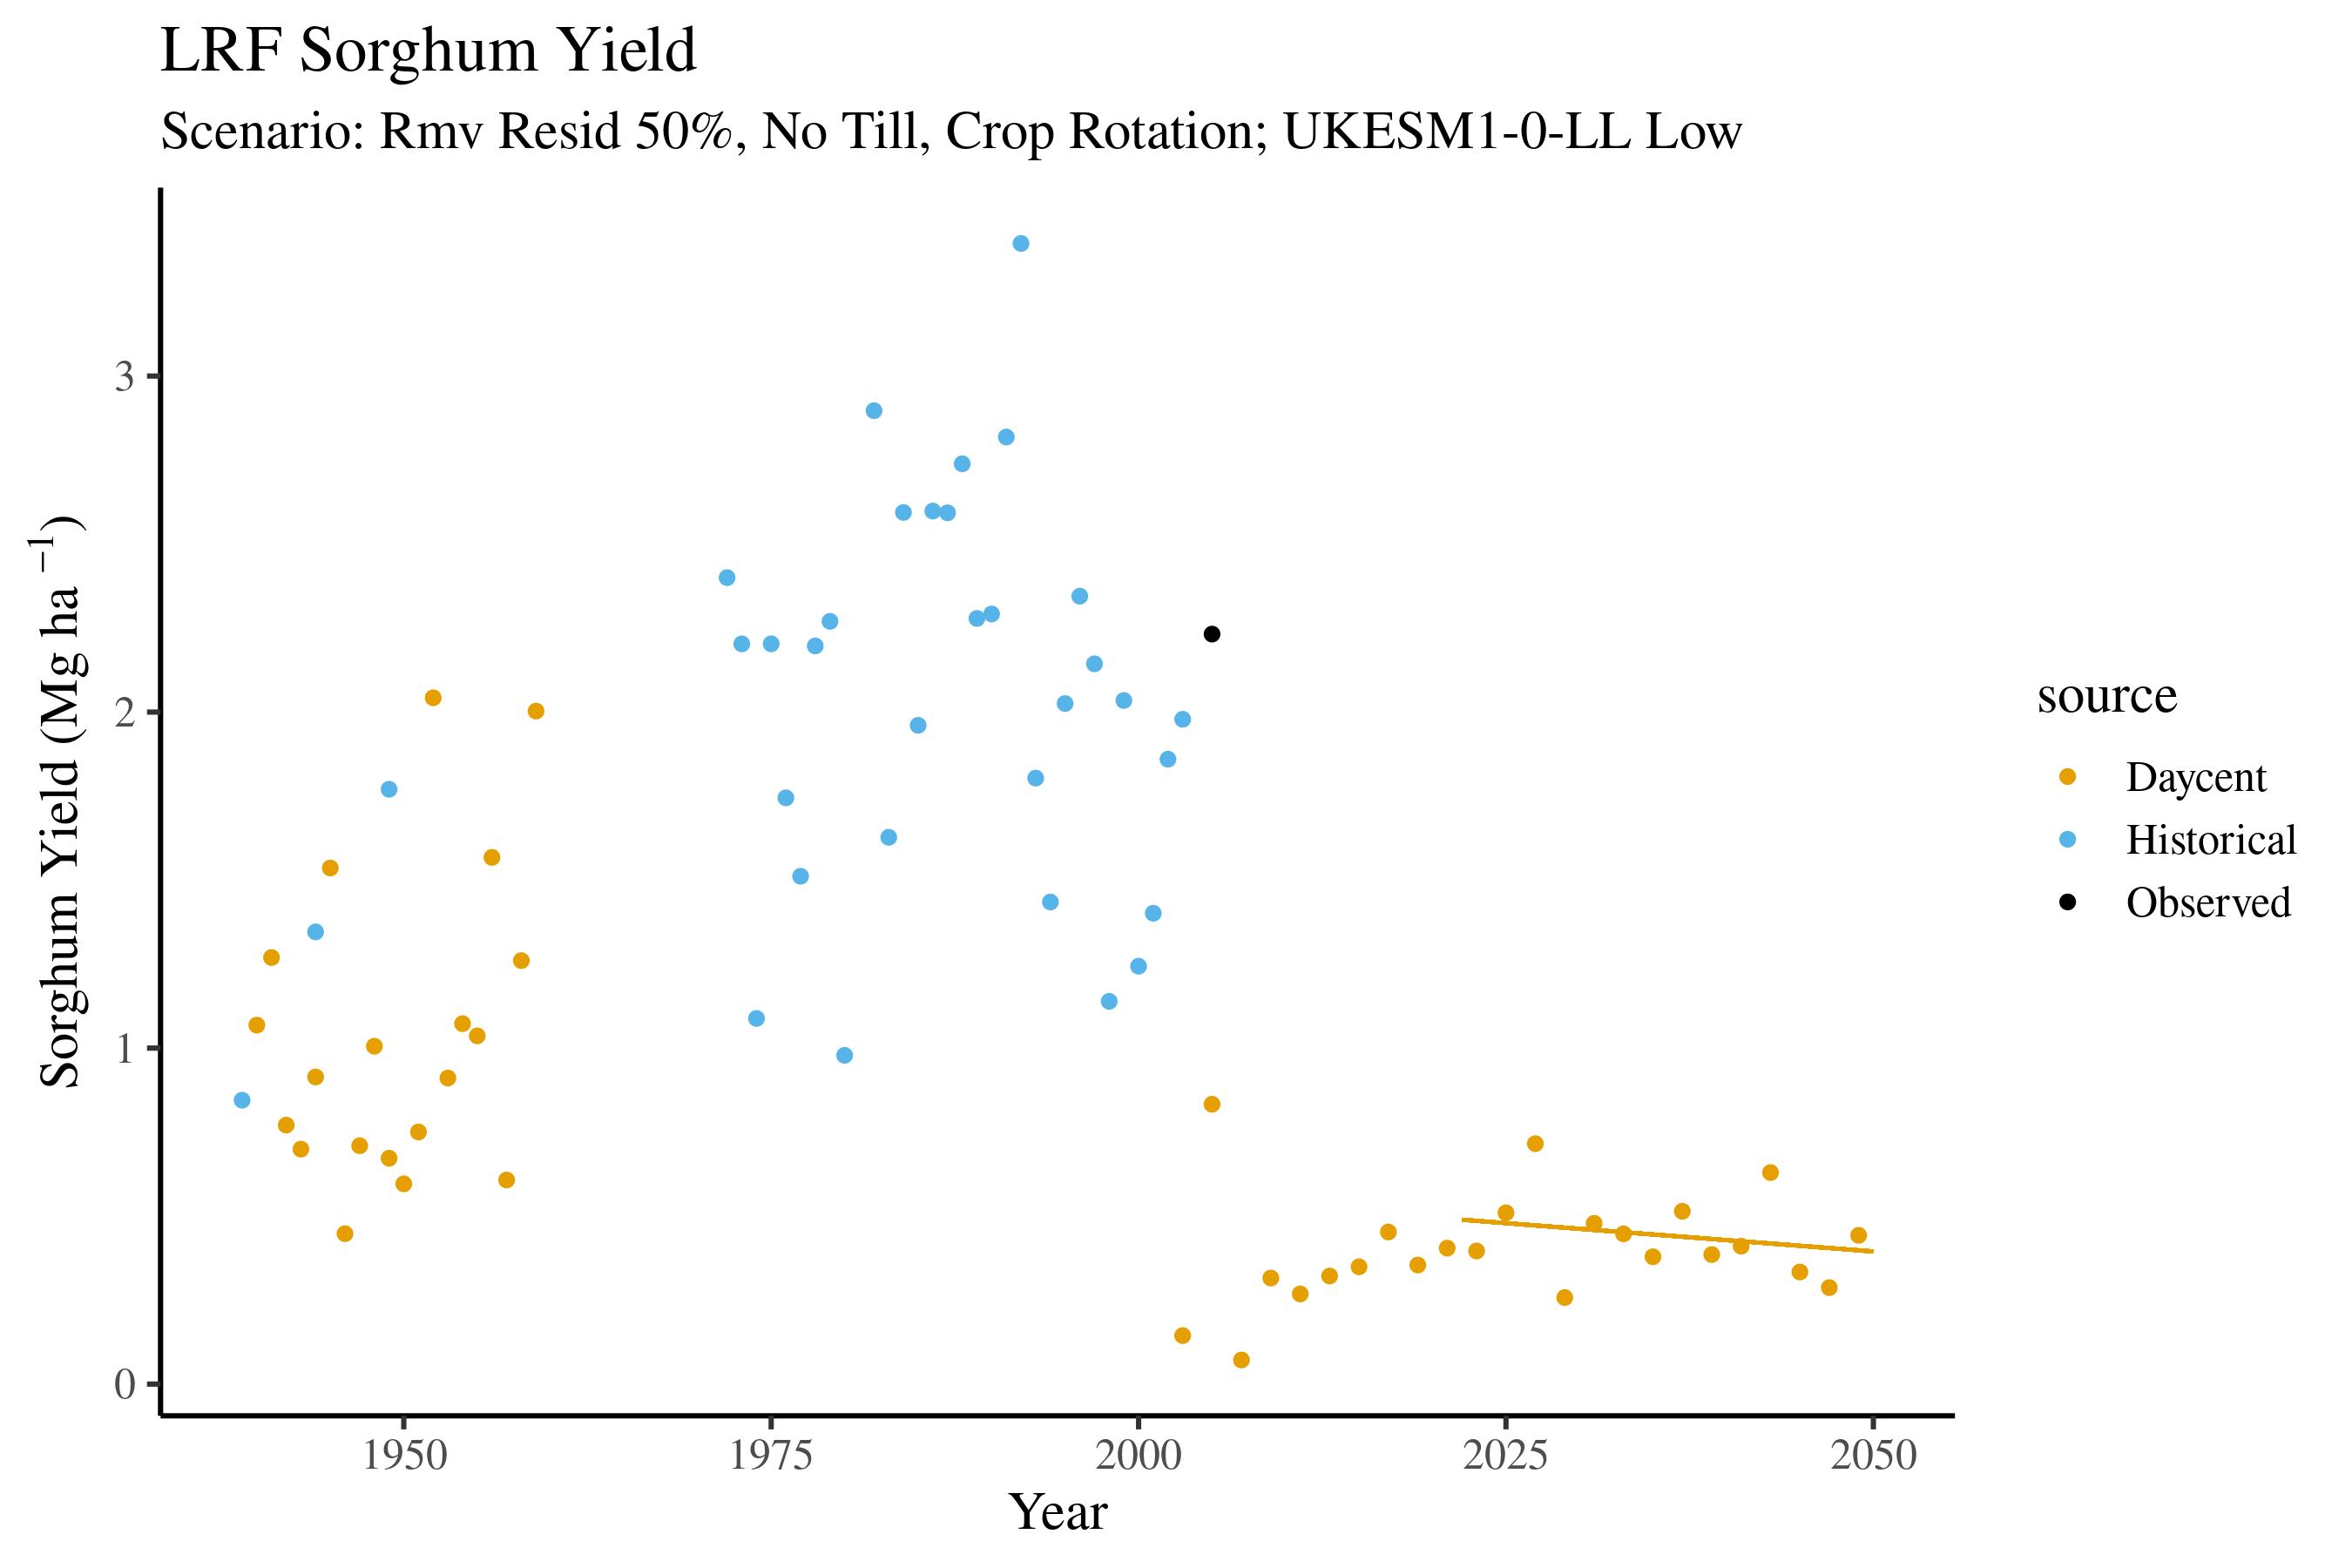 LRF Sorghum Yield
Scenario: Rmv Resid 50%, No Till, Crop Rotation; UKESM1-0-LL Low
Sorghum Yield (Mg ha −1)
3
2
1
0
1950
1975
2000
2025
2050
Year
source
Daycent
Historical
Observed